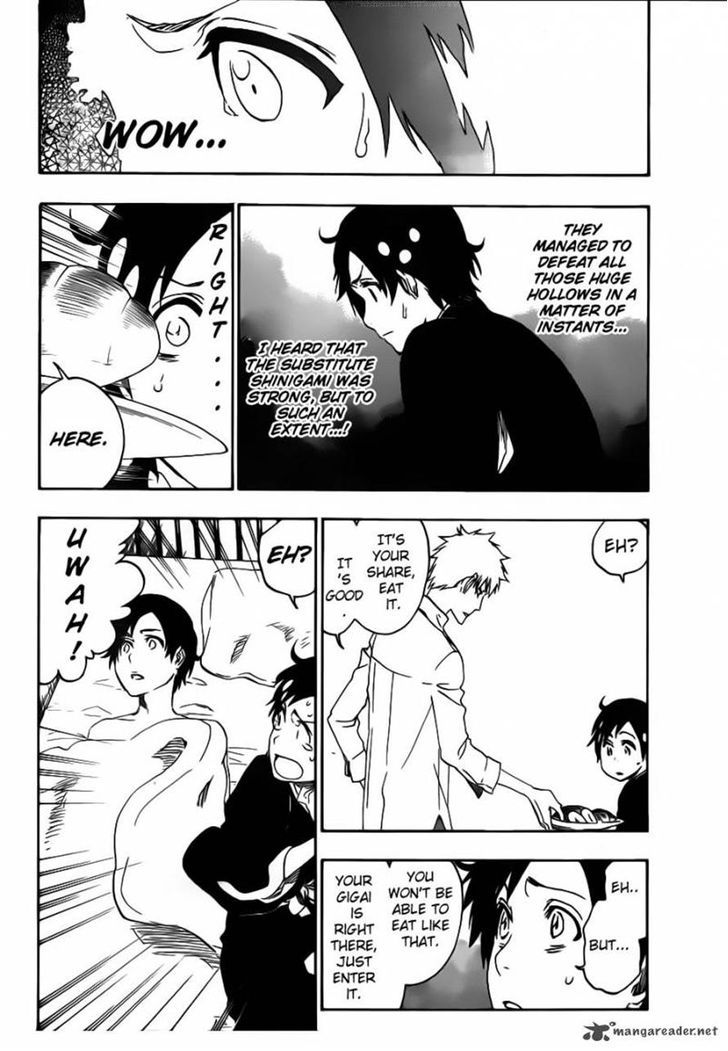 WOW...
THEY
MANAGED TO
DEFEAT ALL
THOSE HUGE
HOLLOWS IN A
MATTER OF
INSTANTS...
I HEARD THAT
THE SUBSTITUTE
SHINIGAMI WAS
STRONG, BUT TO
SUCH AN
EXTENT...!
RIGHT...
HERE.
EH?
IT'S
YOUR
SHARE,
EAT
IT.
IT
'S
GOOD
EH..
BUT...
YOU
WON'T BE
ABLE TO
EAT LIKE
THAT.
YOUR
GIGAI
IS
RIGHT
THERE,
JUST
ENTER
IT.
EH?
UWAH!
mangareader.net